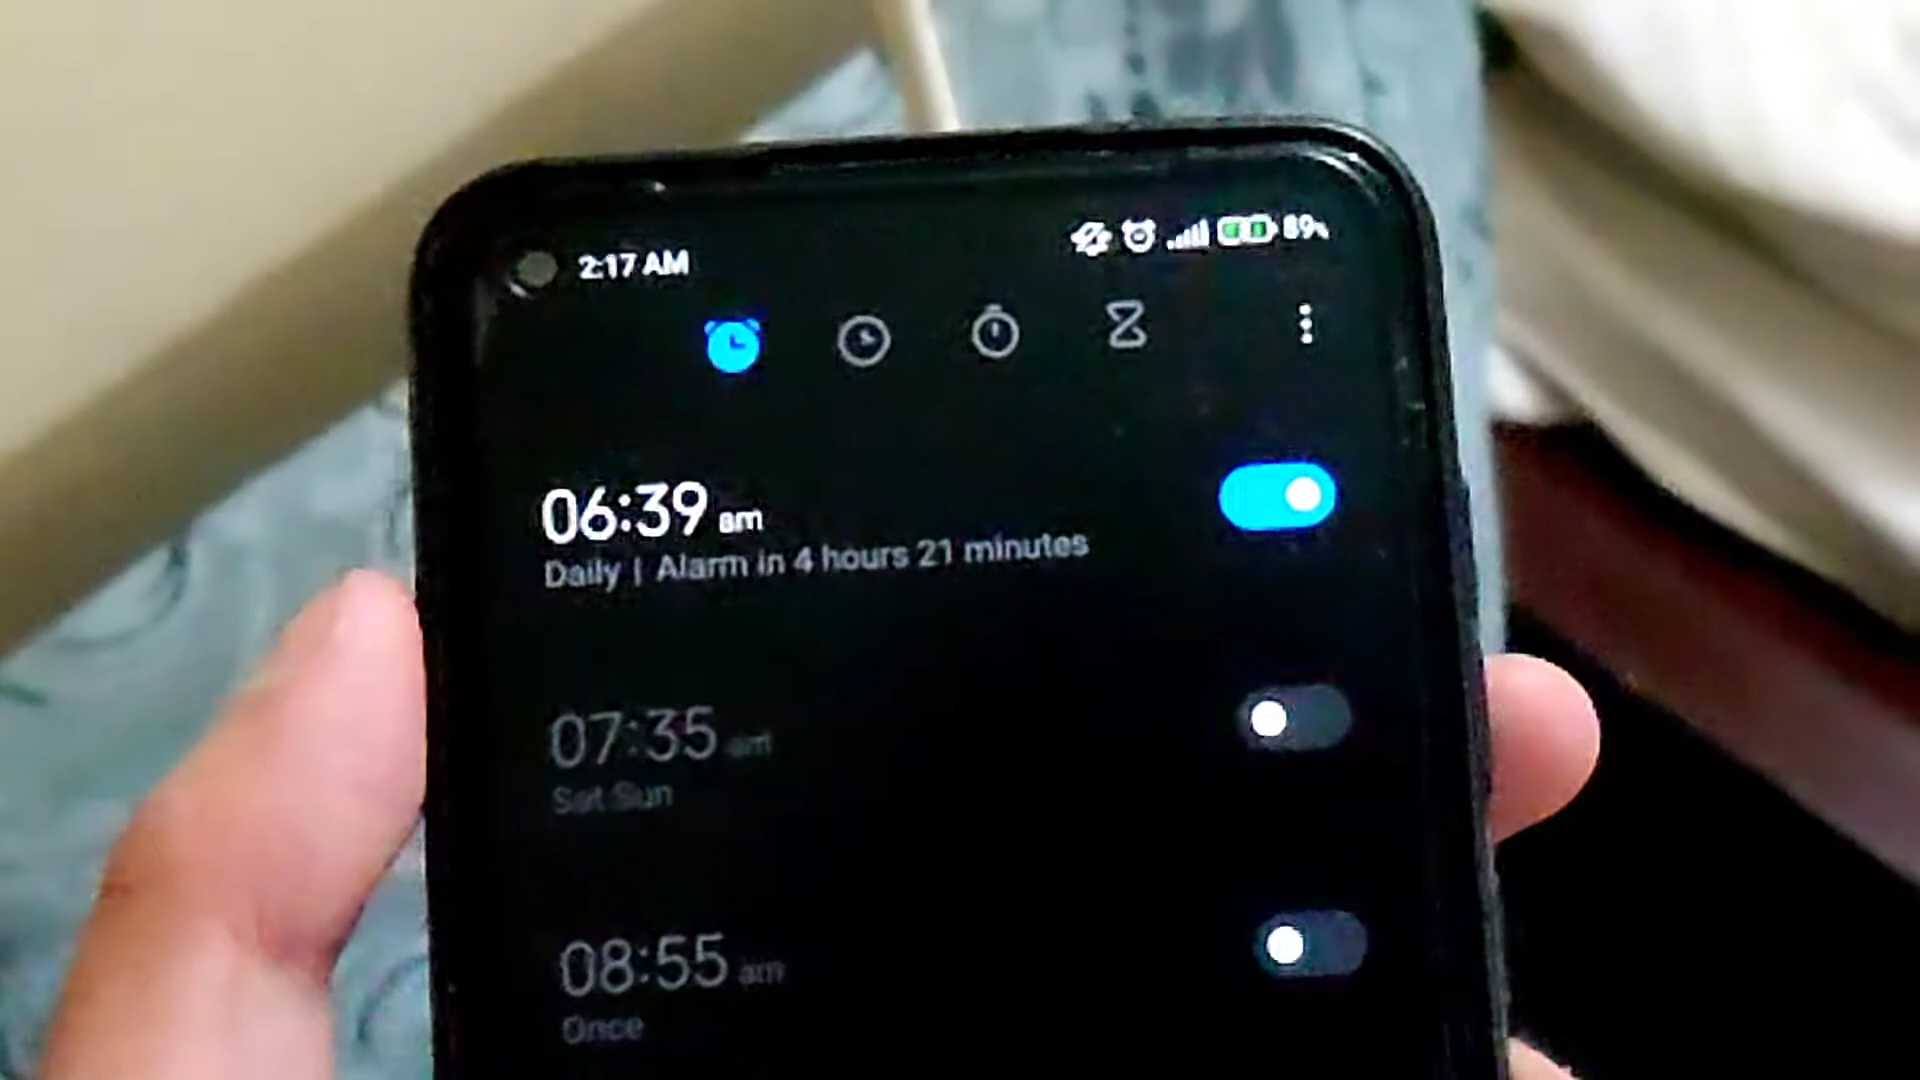 2:17 AM 89%
06:39 am
Daily | Alarm in 4 hours 21 minutes
07:35 am
Sat Sun
08:55 am
Once